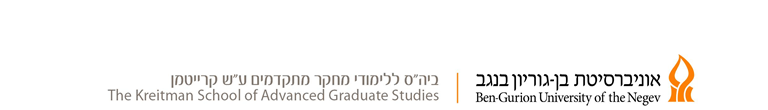 אוניברסיטת בן-גוריון בנגב
Ben-Gurion University of the Negev
ביה"ס ללימודי מחקר מתקדמים ע"ש קרייטמן
The Kreitman School of Advanced Graduate Studies